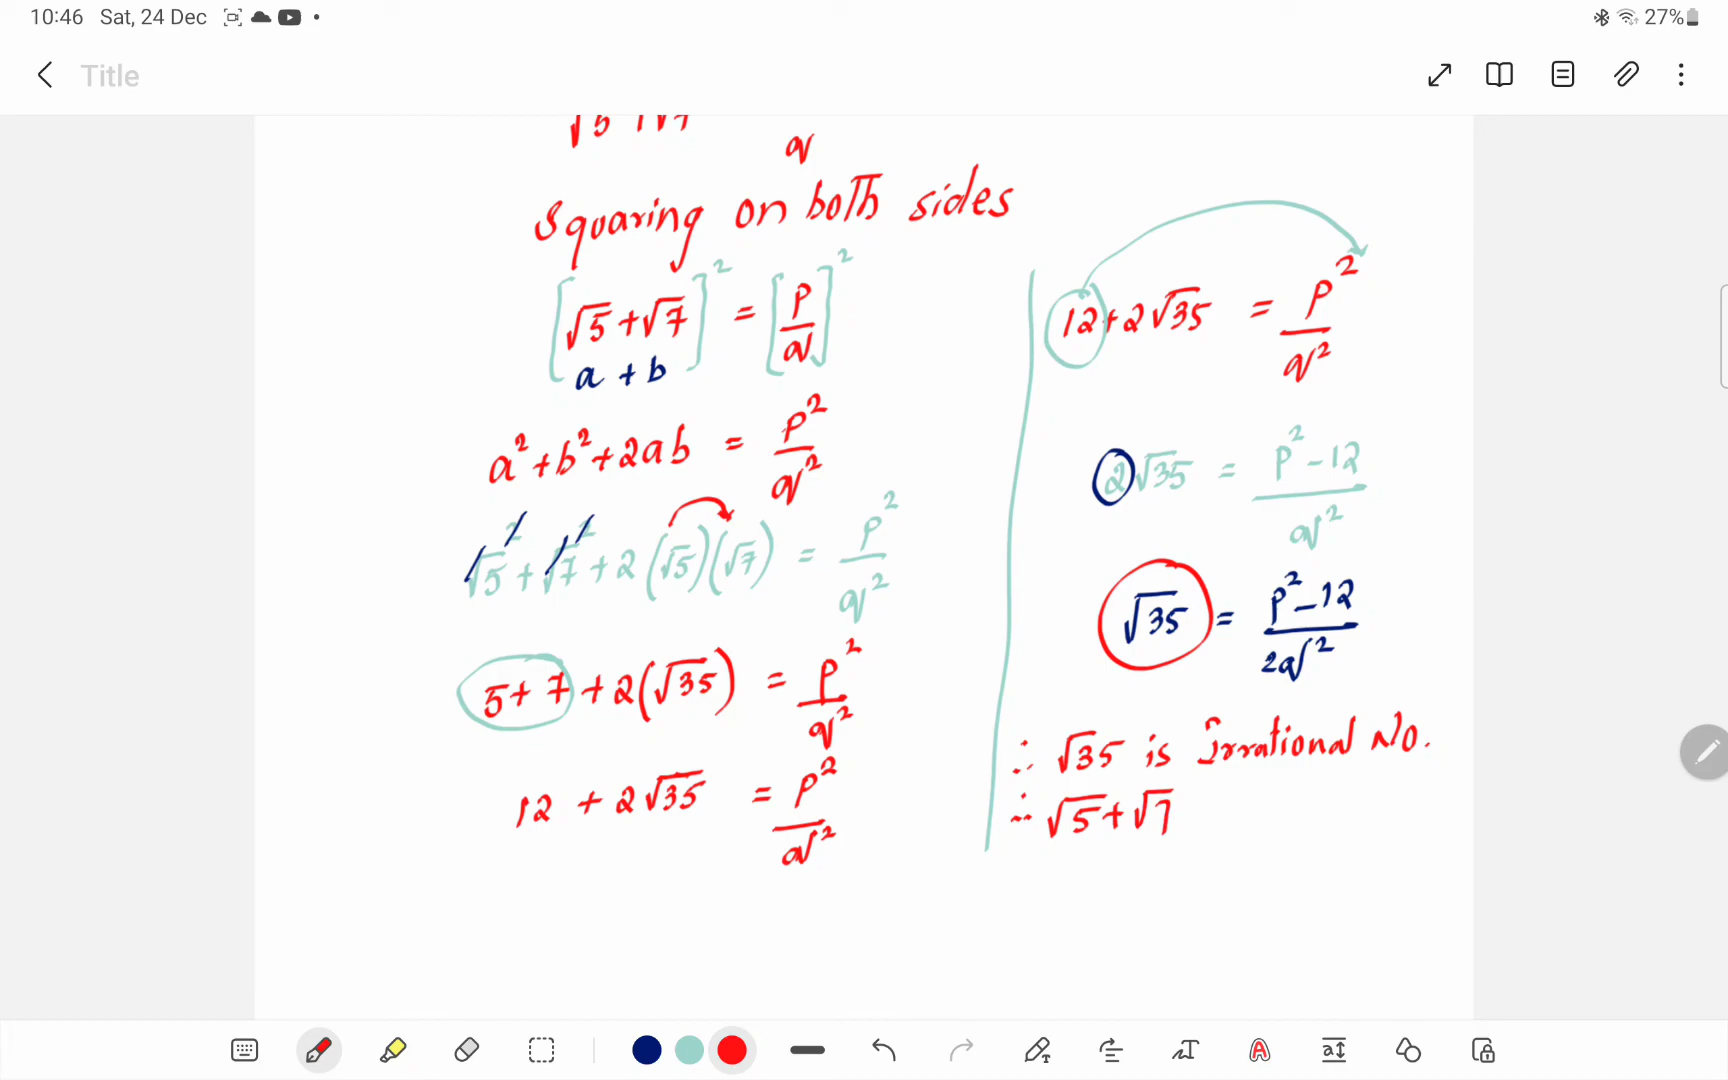 10:46 Sat, 24 Dec
27%
Title
√5 + √7
q
Squaring on both sides
[√5 + √7]² = [p/q]²
a + b
a² + b² + 2ab = p²/q²
√5² + √7² + 2(√5)(√7) = p²/q²
5 + 7 + 2(√35) = p²/q²
12 + 2√35 = p²/q²
12 + 2√35 = p²/q²
2√35 = p² - 12/q²
√35 = p² - 12/2q²
∴ √35 is Irrational No.
∴ √5 + √7